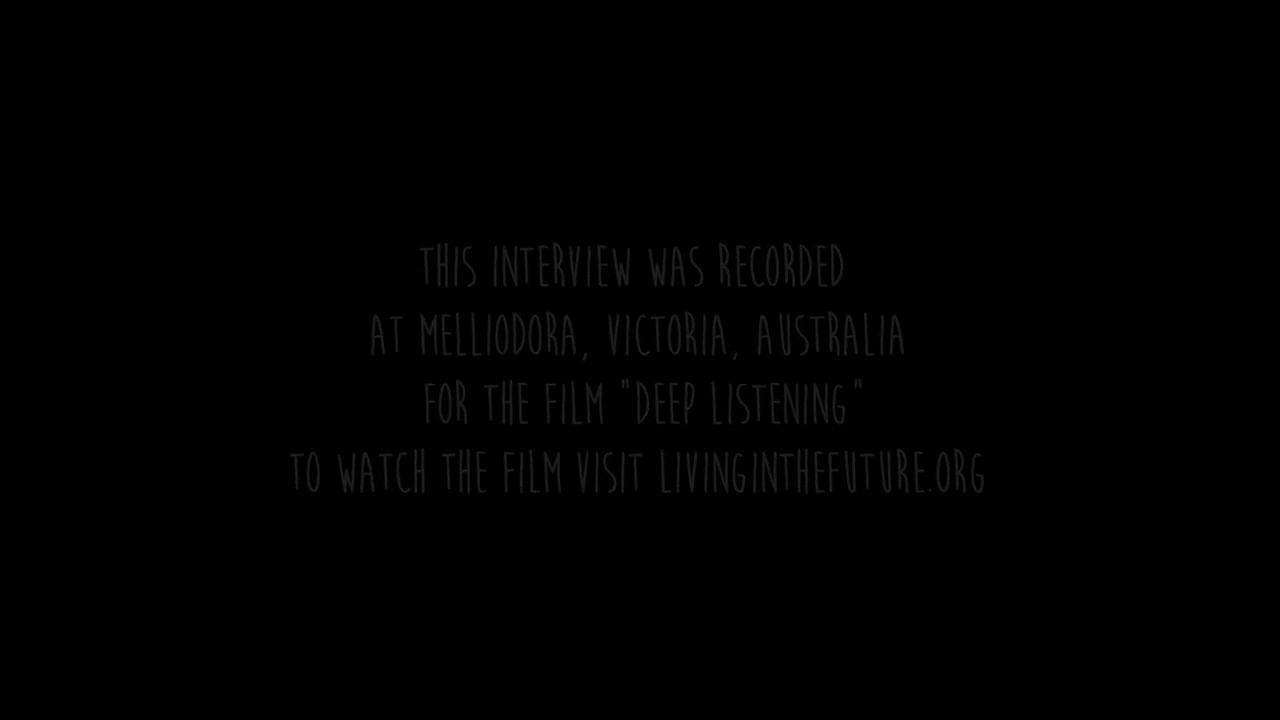 THIS INTERVIEW WAS RECORDED
AT MELLIODORA, VICTORIA, AUSTRALIA
FOR THE FILM "DEEP LISTENING"
TO WATCH THE FILM VISIT LIVINGINTHEFUTURE.ORG